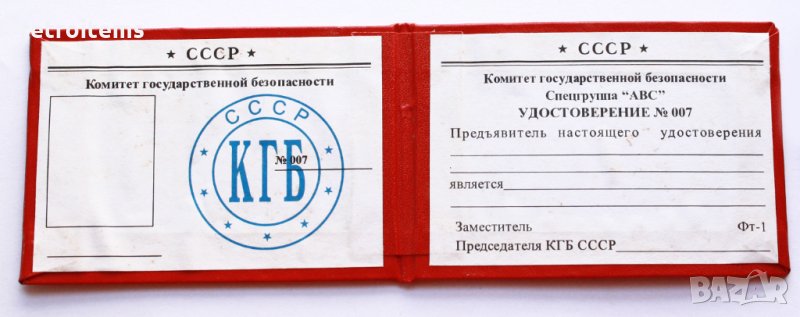 etroitems
★ СССР ★
Комитет государственной безопасности
СССР
КГБ
№ 007
★ СССР ★
Комитет государственной безопасности
Спецгруппа “АВС”
УДОСТОВЕРЕНИЕ № 007
Предъявитель настоящего удостоверения
является
Заместитель Фт-1
Председателя КГБ СССР
BAZAR